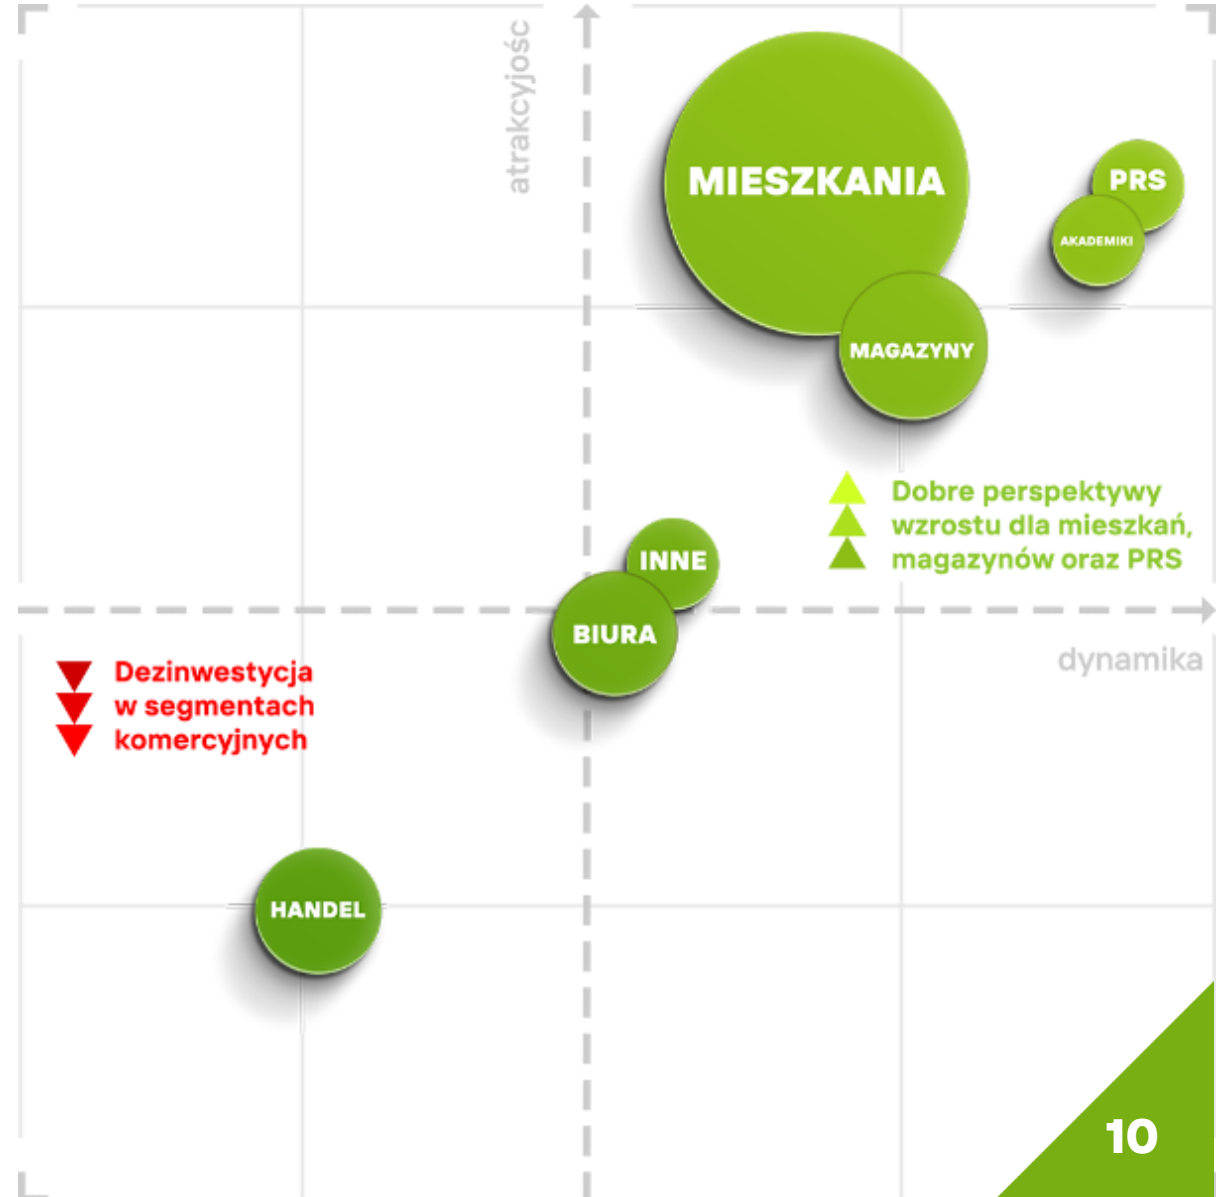 atrakcyjośc
MIESZKANIA
PRS
AKADEMIKI
MAGAZYNY
Dobre perspektywy
wzrostu dla mieszkań,
magazynów oraz PRS
INNE
BIURA
dynamika
Dezinwestycja
w segmentach
komercyjnych
HANDEL
10